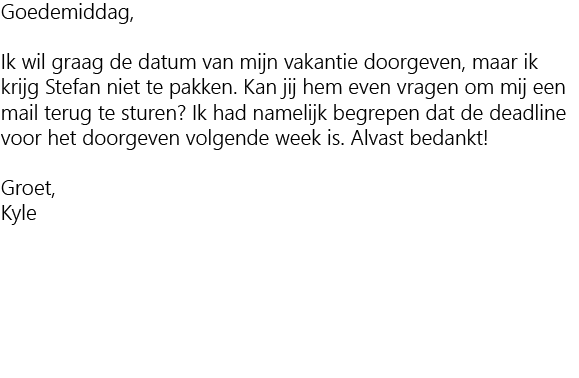 Goedemiddag,
Ik wil graag de datum van mijn vakantie doorgeven, maar ik
krijg Stefan niet te pakken. Kan jij hem even vragen om mij een
mail terug te sturen? Ik had namelijk begrepen dat de deadline
voor het doorgeven volgende week is. Alvast bedankt!
Groet,
Kyle